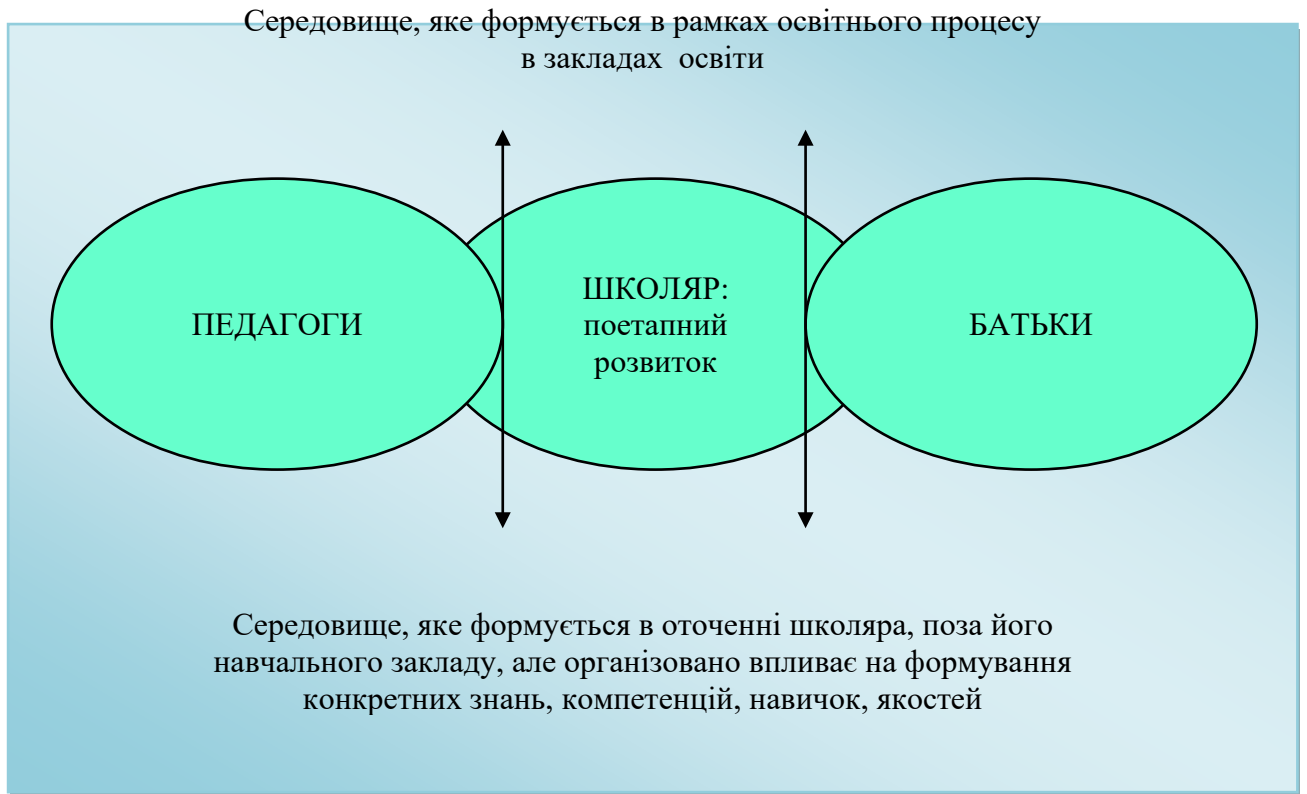 Середовище, яке формується в рамках освітнього процесу
в закладах освіти
ПЕДАГОГИ
ШКОЛЯР:
поетапний
розвиток
БАТЬКИ
Середовище, яке формується в оточенні школяра, поза його
навчального закладу, але організовано впливає на формування
конкретних знань, компетенцій, навичок, якостей